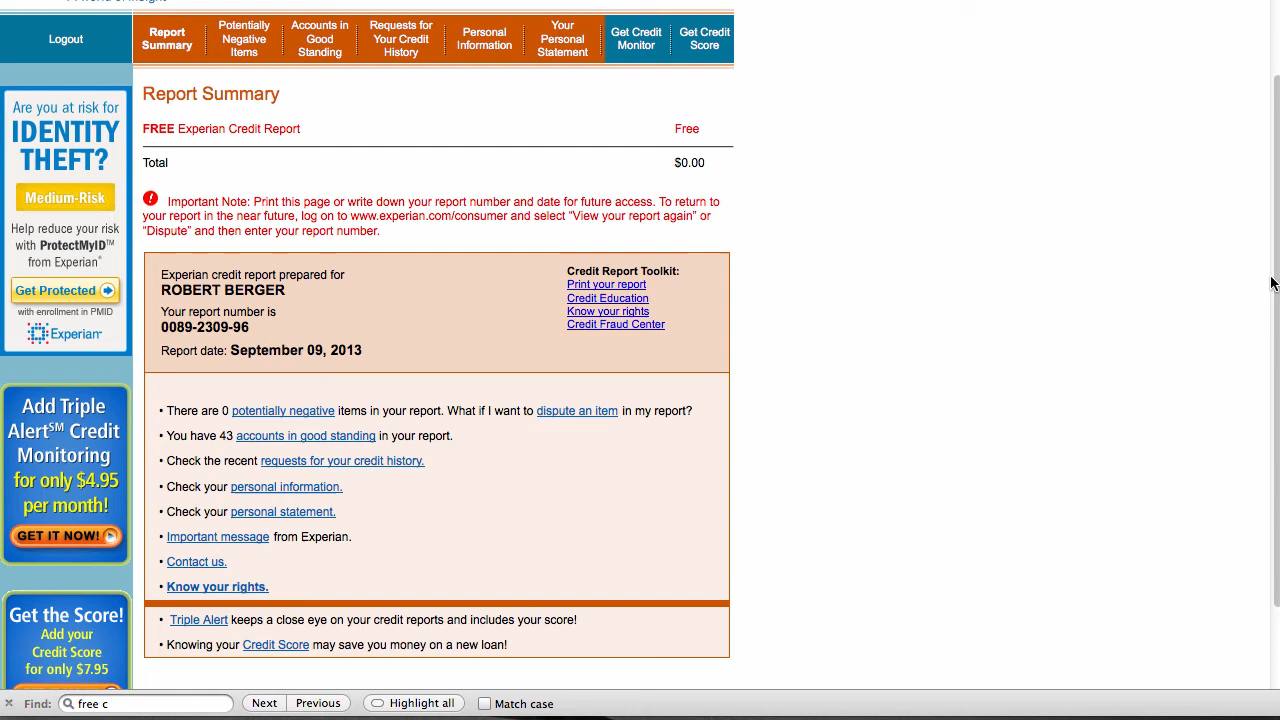 Logout
Report Summary
Potentially Negative Items
Accounts in Good Standing
Requests for Your Credit History
Personal Information
Your Personal Statement
Get Credit Monitor
Get Credit Score
Are you at risk for
IDENTITY
THEFT?
Medium-Risk
Help reduce your risk
with ProtectMyID™
from Experian®
Get Protected
with enrollment in PMID
Experian
Add Triple
Alert℠ Credit
Monitoring
for only $4.95
per month!
GET IT NOW!
Get the Score!
Add your
Credit Score
for only $7.95
Report Summary
FREE Experian Credit Report Free
Total $0.00
! Important Note: Print this page or write down your report number and date for future access. To return to
your report in the near future, log on to www.experian.com/consumer and select “View your report again” or
“Dispute” and then enter your report number.
Experian credit report prepared for
ROBERT BERGER
Your report number is
0089-2309-96
Report date: September 09, 2013
Credit Report Toolkit:
Print your report
Credit Education
Know your rights
Credit Fraud Center
• There are 0 potentially negative items in your report. What if I want to dispute an item in my report?
• You have 43 accounts in good standing in your report.
• Check the recent requests for your credit history.
• Check your personal information.
• Check your personal statement.
• Important message from Experian.
• Contact us.
• Know your rights.
• Triple Alert keeps a close eye on your credit reports and includes your score!
• Knowing your Credit Score may save you money on a new loan!
Find: free c Next Previous Highlight all Match case